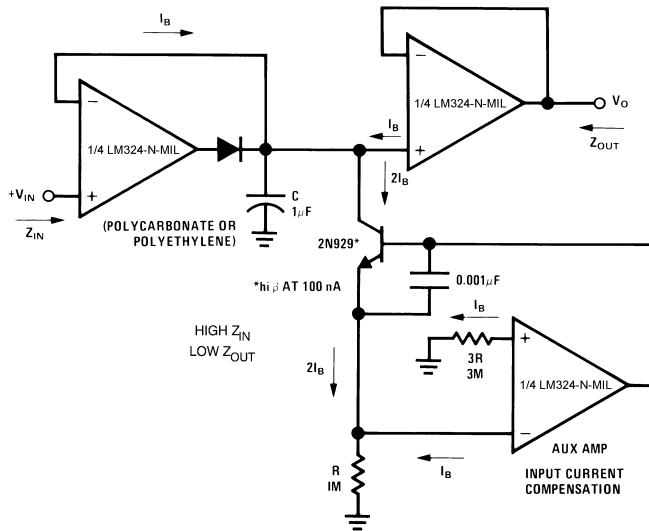 IB
1/4 LM324-N-MIL
−
+
+VIN
ZIN
C
1μF
(POLYCARBONATE OR
POLYETHYLENE)
1/4 LM324-N-MIL
−
+
IB
VO
ZOUT
2IB
2N929*
*hi β AT 100 nA
0.001μF
HIGH ZIN
LOW ZOUT
IB
3R
3M
+
1/4 LM324-N-MIL
−
2IB
IB
R
1M
AUX AMP
INPUT CURRENT
COMPENSATION